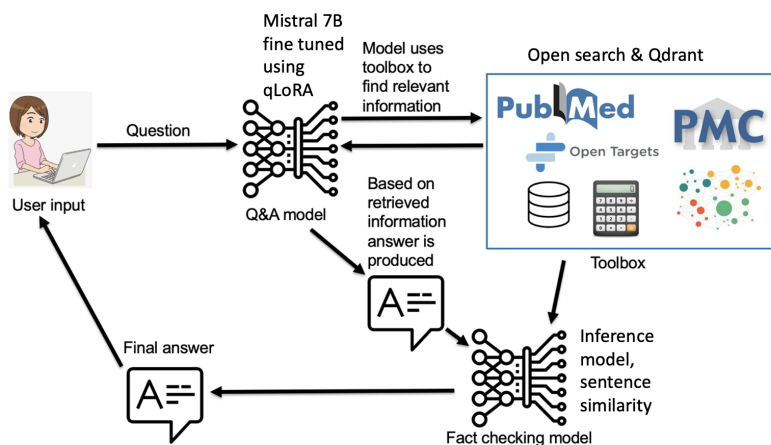 Mistral 7B
fine tuned
using
qLoRA
Model uses
toolbox to
find relevant
information
Open search & Qdrant
PubMed
PMC
Open Targets
Question
User input
Q&A model
Based on
retrieved
information
answer is
produced
Toolbox
A
A
Final answer
Inference
model,
sentence
similarity
Fact checking model